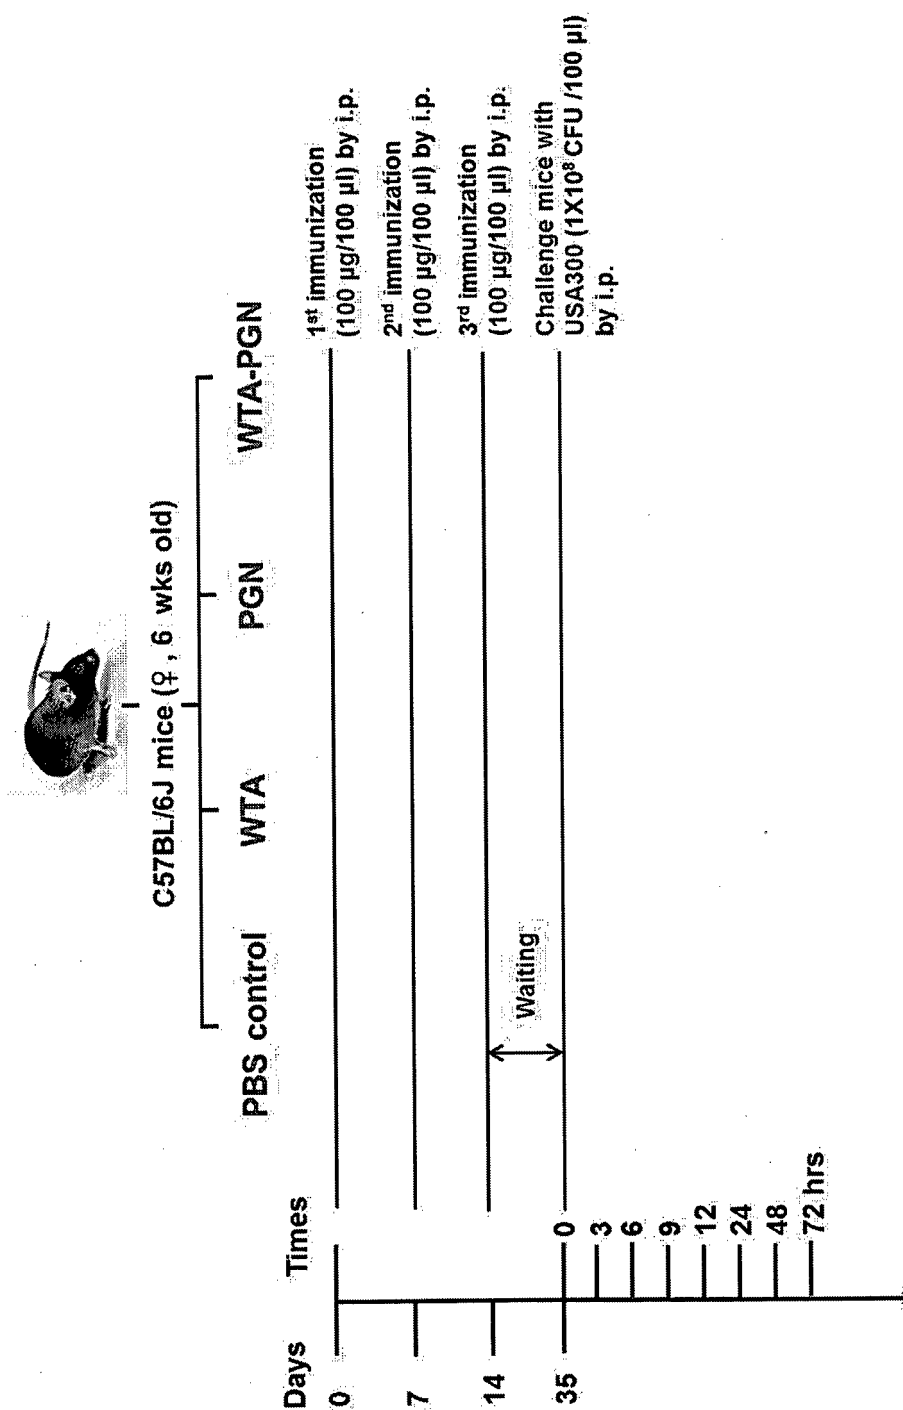 C57BL/6J mice (♀, 6 wks old)
PBS control WTA PGN WTA-PGN
Days Times
0
1st immunization
(100 µg/100 µl) by i.p.
7
2nd immunization
(100 µg/100 µl) by i.p.
14
3rd immunization
(100 µg/100 µl) by i.p.
Waiting
35
0
Challenge mice with
USA300 (1X10⁸ CFU /100 µl)
by i.p.
3
6
9
12
24
48
72 hrs